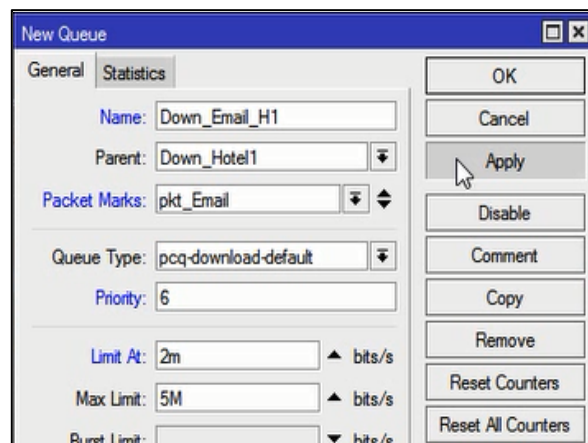 New Queue
General Statistics
Name: Down_Email_H1
Parent: Down_Hotel1
Packet Marks: pkt_Email
Queue Type: pcq-download-default
Priority: 6
Limit At: 2m bits/s
Max Limit: 5M bits/s
Burst Limit: bits/s
OK
Cancel
Apply
Disable
Comment
Copy
Remove
Reset Counters
Reset All Counters